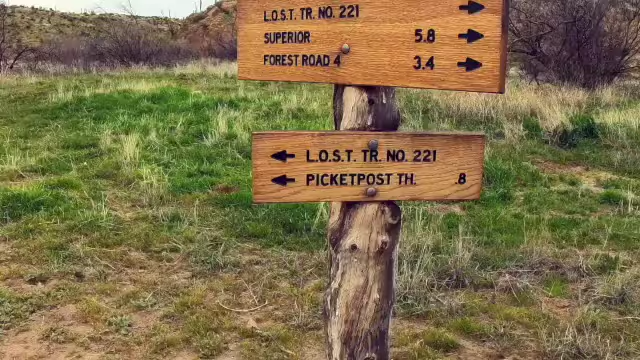 L.O.S.T. TR. NO. 221
SUPERIOR 5.8
FOREST ROAD 4 3.4
L.O.S.T. TR. NO. 221
PICKETPOST TH. .8